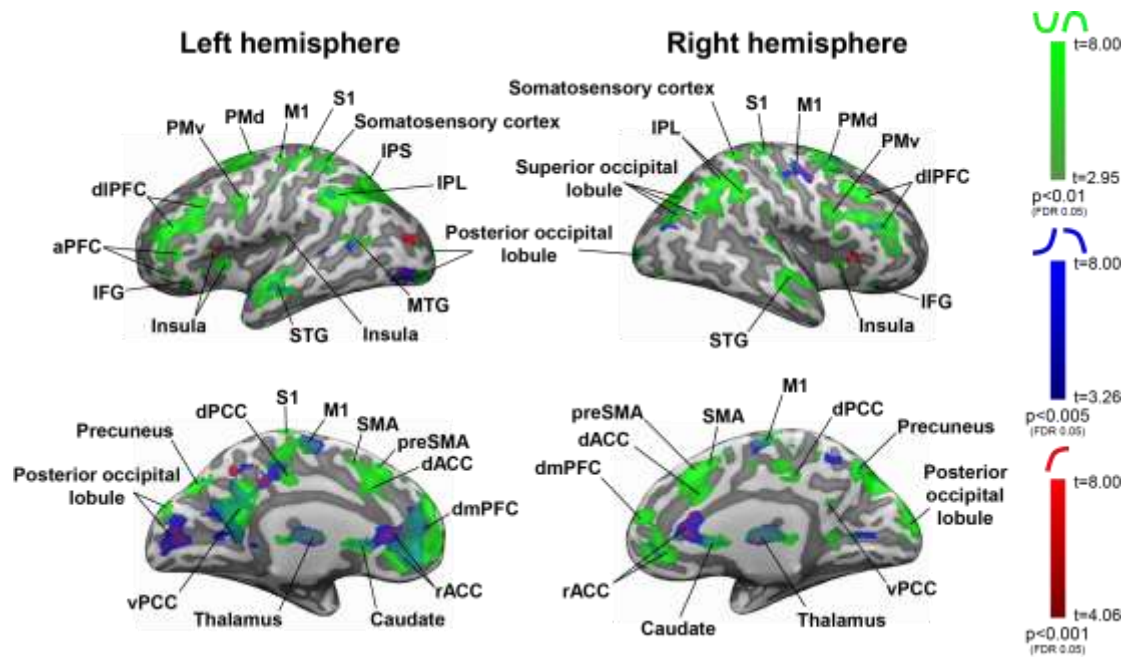 Left hemisphere
Right hemisphere
PMv
PMd
M1
S1
Somatosensory cortex
IPS
IPL
dlPFC
aPFC
IFG
Insula
STG
Insula
MTG
Posterior occipital
lobule
Somatosensory cortex
IPL
S1
M1
PMd
PMv
Superior occipital
lobule
dlPFC
STG
Insula
IFG
Precuneus
dPCC
S1
M1
SMA
preSMA
dACC
Posterior occipital
lobule
dmPFC
vPCC
Thalamus
Caudate
rACC
preSMA
SMA
M1
dPCC
Precuneus
dACC
dmPFC
Posterior
occipital
lobule
rACC
Caudate
Thalamus
vPCC
t=8.00
t=2.95
p<0.01
(FDR 0.05)
t=8.00
t=3.26
p<0.005
(FDR 0.05)
t=8.00
t=4.06
p<0.001
(FDR 0.05)